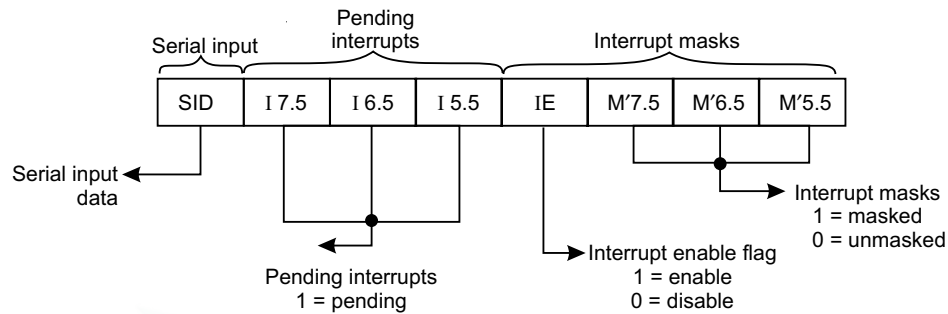 Pending
interrupts
Serial input
Interrupt masks
SID I 7.5 I 6.5 I 5.5 IE M′7.5 M′6.5 M′5.5
Serial input
data
Interrupt masks
1 = masked
0 = unmasked
Interrupt enable flag
1 = enable
0 = disable
Pending interrupts
1 = pending